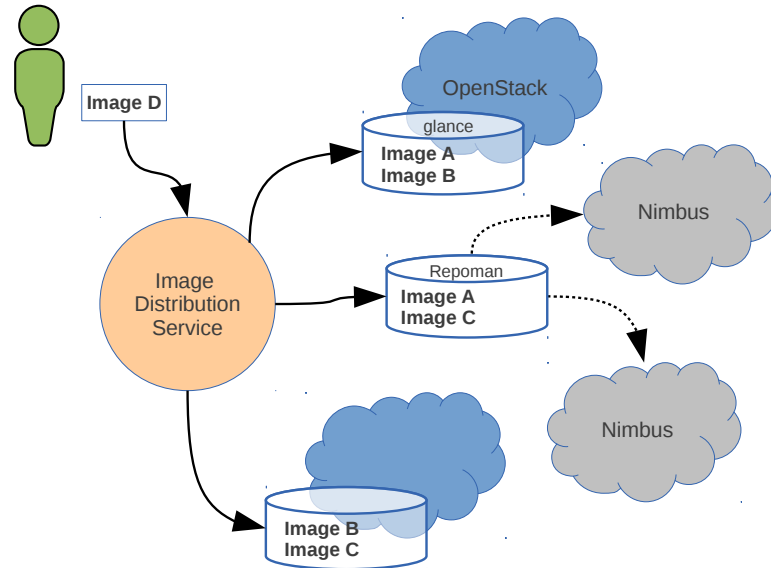 Image D
OpenStack
glance
Image A
Image B
Nimbus
Repoman
Image A
Image C
Image
Distribution
Service
Nimbus
Image B
Image C